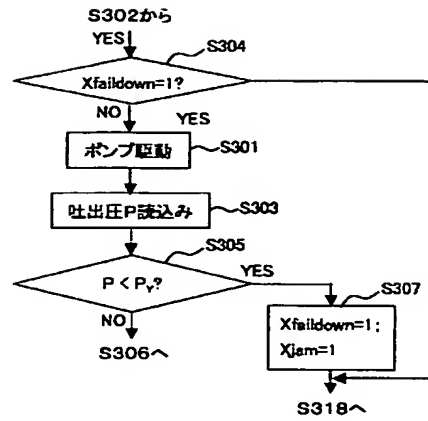 S302から
YES
S304
Xfaildown=1?
NO
YES
ポンプ駆動
S301
吐出圧P読込み
S303
S305
P < Pγ?
YES
S307
NO
Xfaildown=1;
Xjam=1
S306へ
S318へ